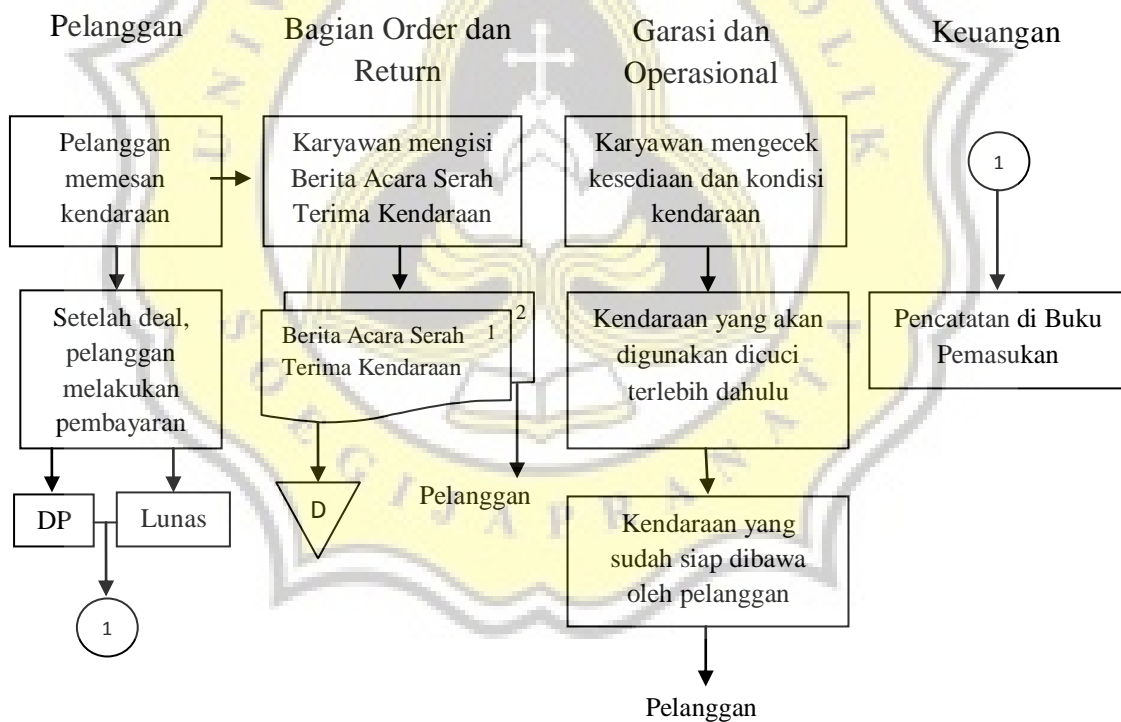 Pelanggan
Bagian Order dan
Return
Garasi dan
Operasional
Keuangan
Pelanggan
memesan
kendaraan
Karyawan mengisi
Berita Acara Serah
Terima Kendaraan
Karyawan mengecek
kesediaan dan kondisi
kendaraan
1
Setelah deal,
pelanggan
melakukan
pembayaran
2
Berita Acara Serah 1
Terima Kendaraan
Kendaraan yang akan
digunakan dicuci
terlebih dahulu
Pencatatan di Buku
Pemasukan
DP
Lunas
D
Pelanggan
Kendaraan yang
sudah siap dibawa
oleh pelanggan
1
Pelanggan
SOEGIJAPRANATA